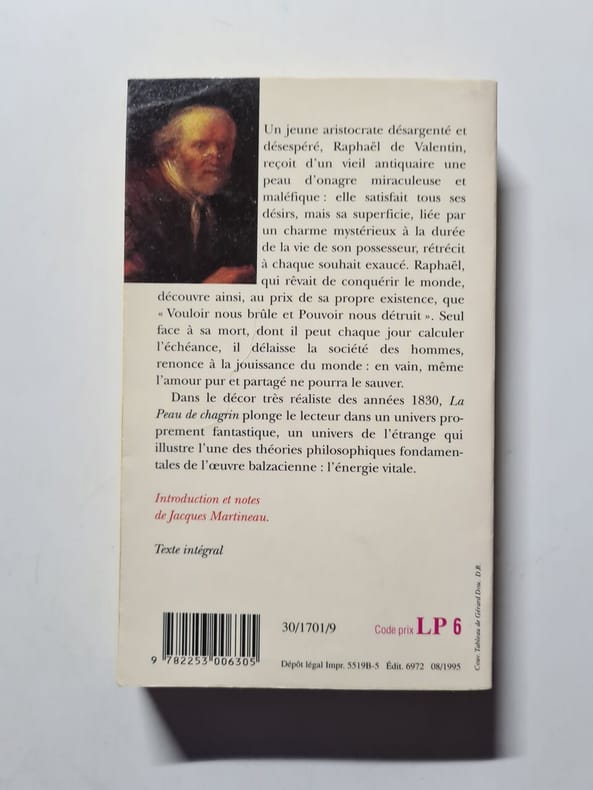 Un jeune aristocrate désargenté et
désespéré, Raphaël de Valentin,
reçoit d'un vieil antiquaire une
peau d'onagre miraculeuse et
maléfique : elle satisfait tous ses
désirs, mais sa superficie, liée par
un charme mystérieux à la durée
de la vie de son possesseur, rétrécit
à chaque souhait exaucé. Raphaël,
qui rêvait de conquérir le monde,
découvre ainsi, au prix de sa propre existence, que
« Vouloir nous brûle et Pouvoir nous détruit ». Seul
face à sa mort, dont il peut chaque jour calculer
l'échéance, il délaisse la société des hommes,
renonce à la jouissance du monde : en vain, même
l'amour pur et partagé ne pourra le sauver.
Dans le décor très réaliste des années 1830, La
Peau de chagrin plonge le lecteur dans un univers pro-
prement fantastique, un univers de l'étrange qui
illustre l'une des théories philosophiques fondamen-
tales de l'œuvre balzacienne : l'énergie vitale.
Introduction et notes
de Jacques Martineau.
Texte intégral
30/1701/9
Code prix LP 6
9 782253 006305
Dépôt légal Impr. 5519B-5 Édit. 6972 08/1995
Couv. Tableau de Gérard Dou. D.R.